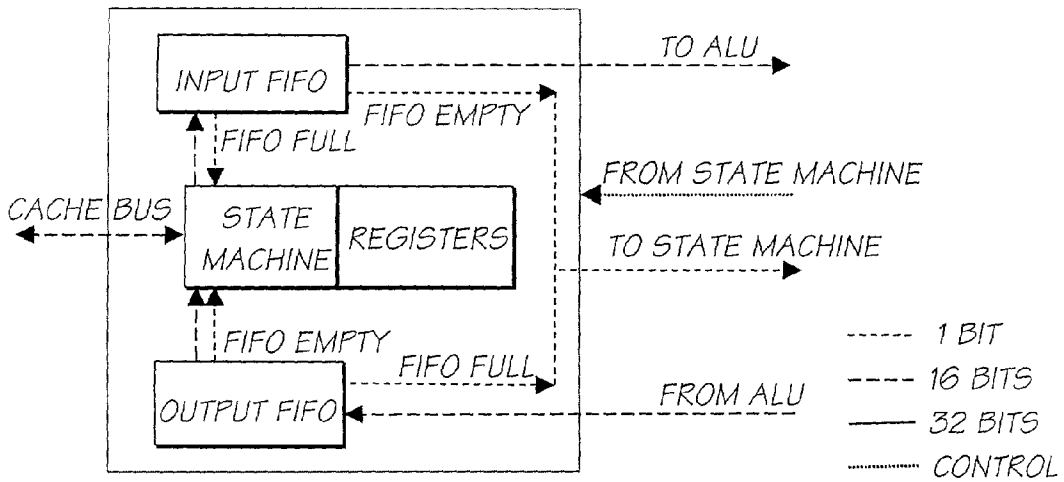 TO ALU
INPUT FIFO
FIFO EMPTY
FIFO FULL
FROM STATE MACHINE
CACHE BUS
STATE
MACHINE
REGISTERS
TO STATE MACHINE
FIFO EMPTY
FIFO FULL
OUTPUT FIFO
FROM ALU
1 BIT
16 BITS
32 BITS
CONTROL